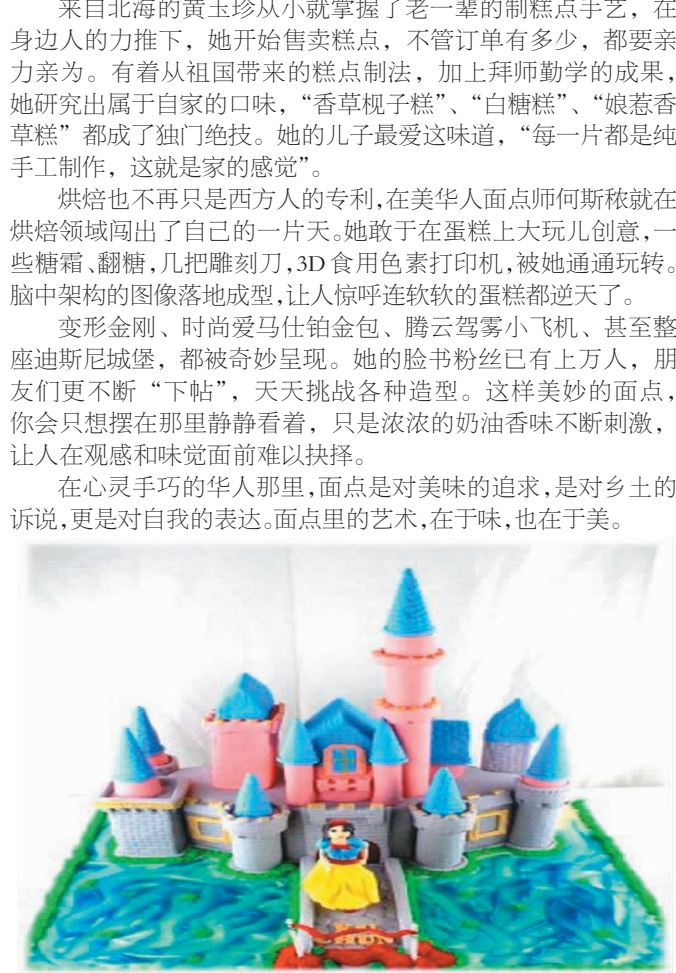 来自北海的黄玉珍从小就掌握了老一辈的制糕点手艺，在
身边人的力推下，她开始售卖糕点，不管订单有多少，都要亲
力亲为。有着从祖国带来的糕点制法，加上拜师勤学的成果，
她研究出属于自家的口味，“香草枧子糕”、“白糖糕”、“娘惹香
草糕”都成了独门绝技。她的儿子最爱这味道，“每一片都是纯
手工制作，这就是家的感觉”。
烘焙也不再只是西方人的专利，在美华人面点师何斯秾就在
烘焙领域闯出了自己的一片天。她敢于在蛋糕上大玩儿创意，一
些糖霜、翻糖，几把雕刻刀，3D食用色素打印机，被她通通玩转。
脑中架构的图像落地成型，让人惊呼连软软的蛋糕都逆天了。
变形金刚、时尚爱马仕铂金包、腾云驾雾小飞机、甚至整
座迪斯尼城堡，都被奇妙呈现。她的脸书粉丝已有上万人，朋
友们更不断“下帖”，天天挑战各种造型。这样美妙的面点，
你会只想摆在那里静静看着，只是浓浓的奶油香味不断刺激，
让人在观感和味觉面前难以抉择。
在心灵手巧的华人那里，面点是对美味的追求，是对乡土的
诉说，更是对自我的表达。面点里的艺术，在于味，也在于美。